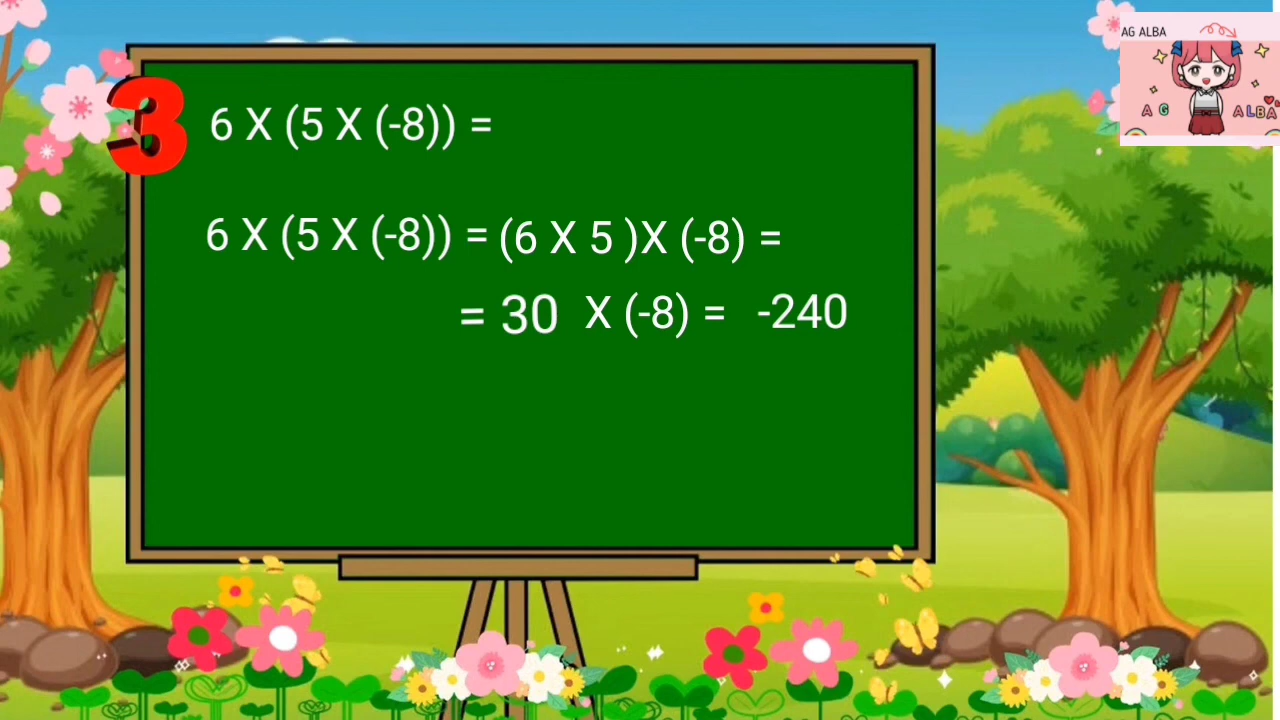 AG ALBA
A G ALBA
3
6 X (5 X (-8)) =
6 X (5 X (-8)) = (6 X 5 )X (-8) =
= 30 X (-8) = -240